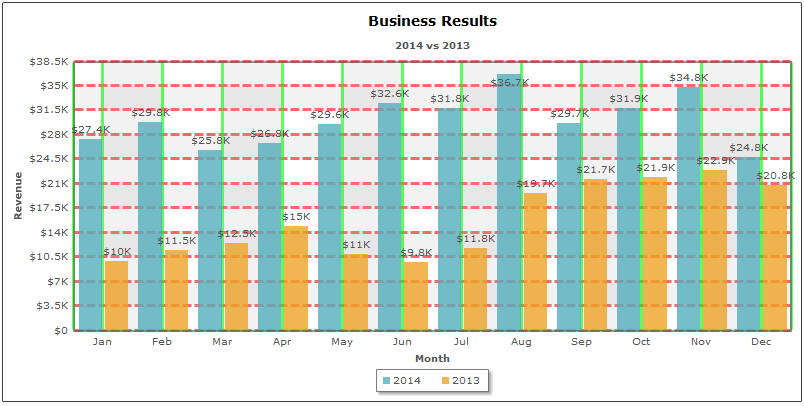 Business Results
2014 vs 2013
Revenue
$38.5K
$35K
$31.5K
$28K
$24.5K
$21K
$17.5K
$14K
$10.5K
$7K
$3.5K
$0
$27.4K $29.8K $25.8K $26.8K $29.6K $32.6K $31.8K $36.7K $29.7K $31.9K $34.8K $24.8K
$10K $11.5K $12.5K $15K $11K $9.8K $11.8K $19.7K $21.7K $21.9K $22.9K $20.8K
Jan Feb Mar Apr May Jun Jul Aug Sep Oct Nov Dec
Month
2014 2013